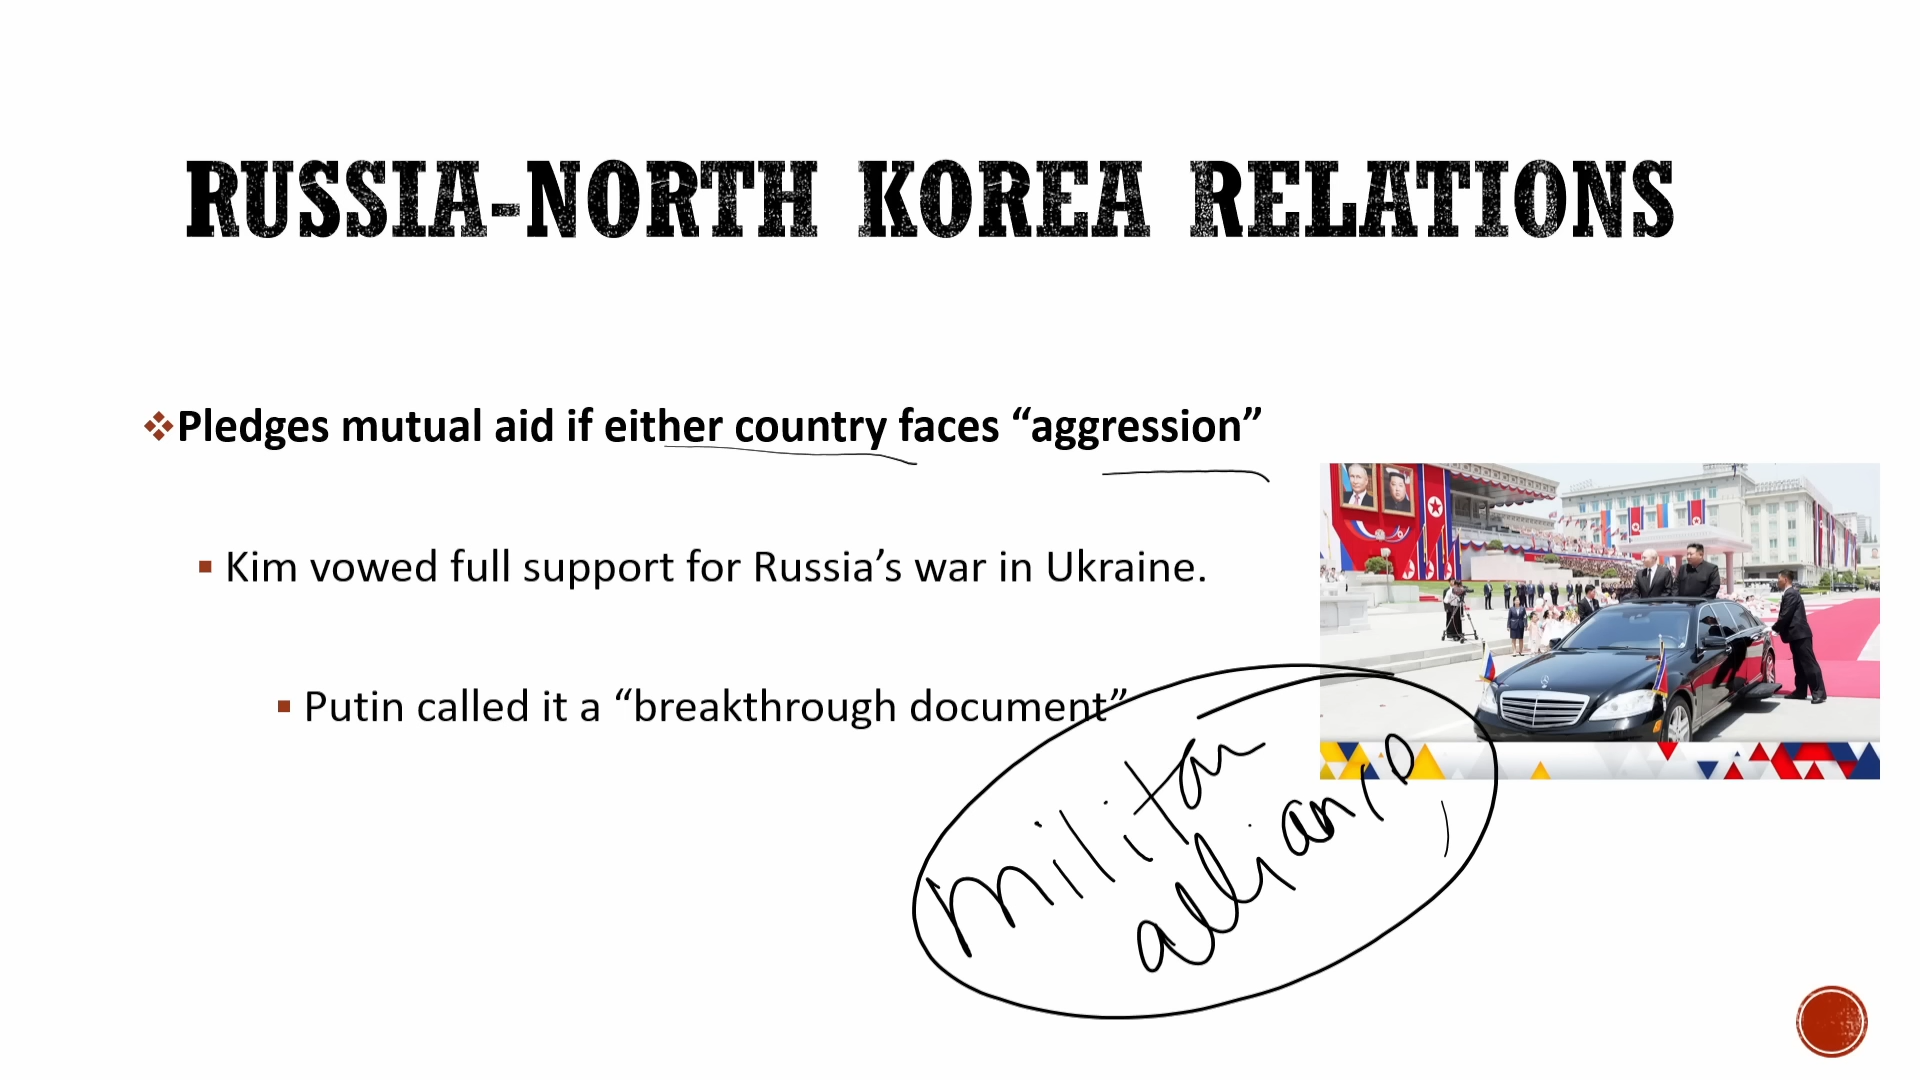 RUSSIA-NORTH KOREA RELATIONS
Pledges mutual aid if either country faces “aggression”
Kim vowed full support for Russia’s war in Ukraine.
Putin called it a “breakthrough document”
military
alliance